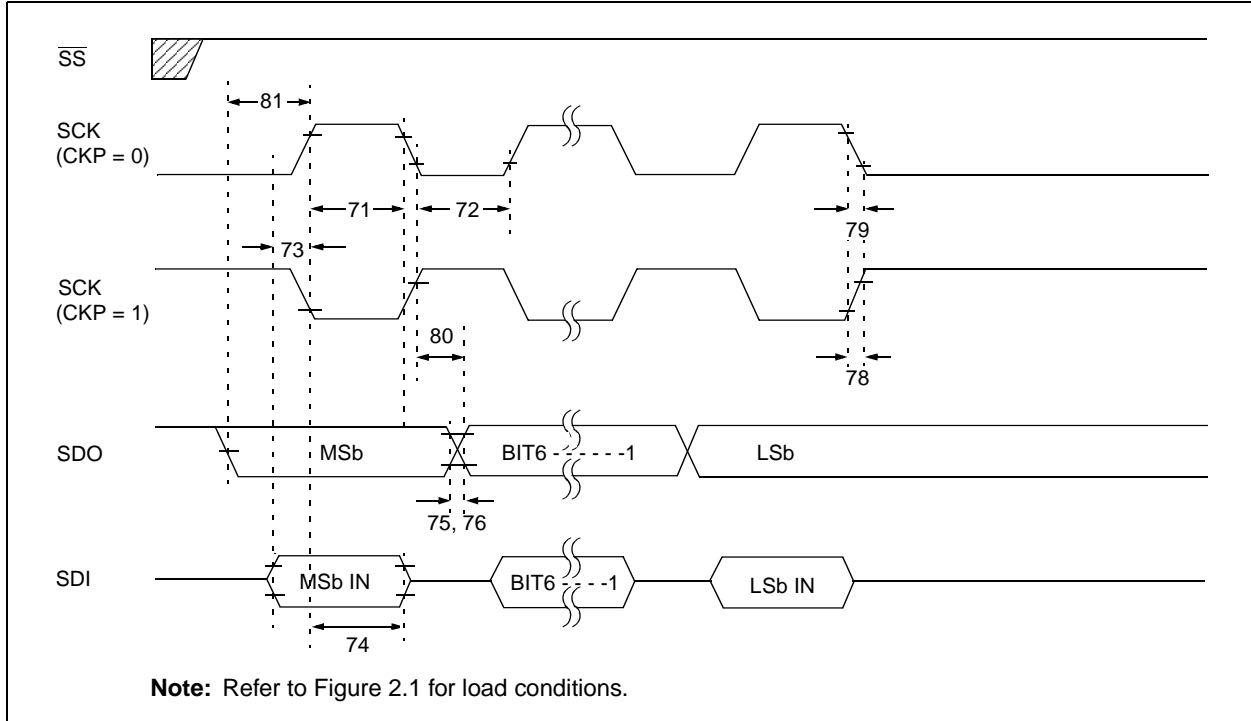 SS
81
SCK
(CKP = 0)
71
72
79
73
SCK
(CKP = 1)
80
78
SDO
MSb
BIT6 - - - - - -1
LSb
75, 76
SDI
MSb IN
BIT6 - - - - -1
LSb IN
74
Note: Refer to Figure 2.1 for load conditions.